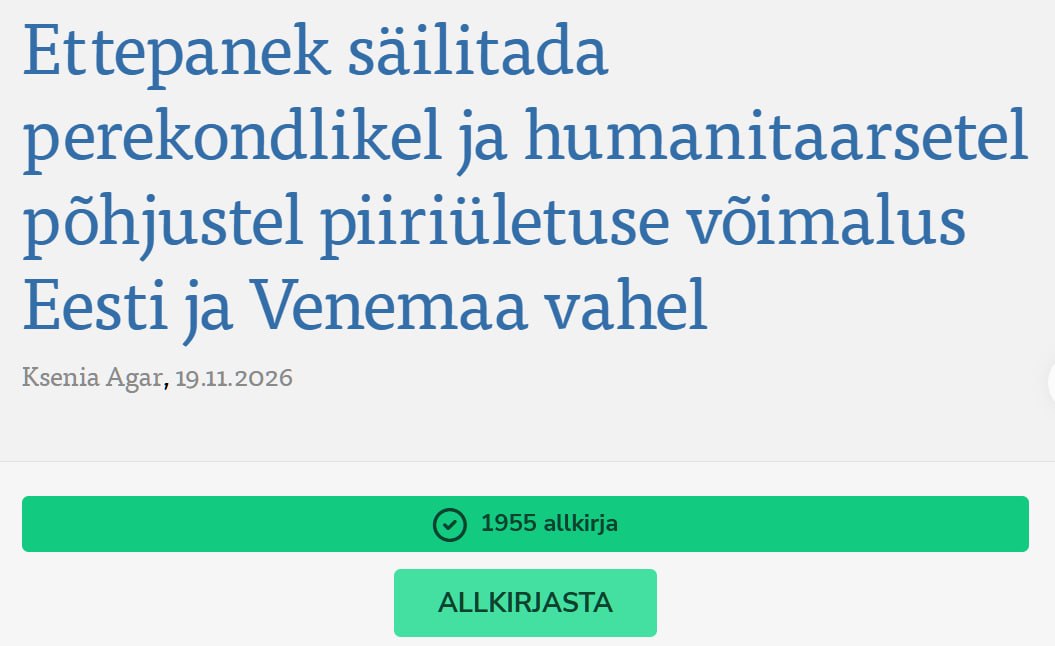 Ettepanek säilitada
perekondlikel ja humanitaarsetel
põhjustel piiriületuse võimalus
Eesti ja Venemaa vahel
Ksenia Agar, 19.11.2026
1955 allkirja
ALLKIRJASTA